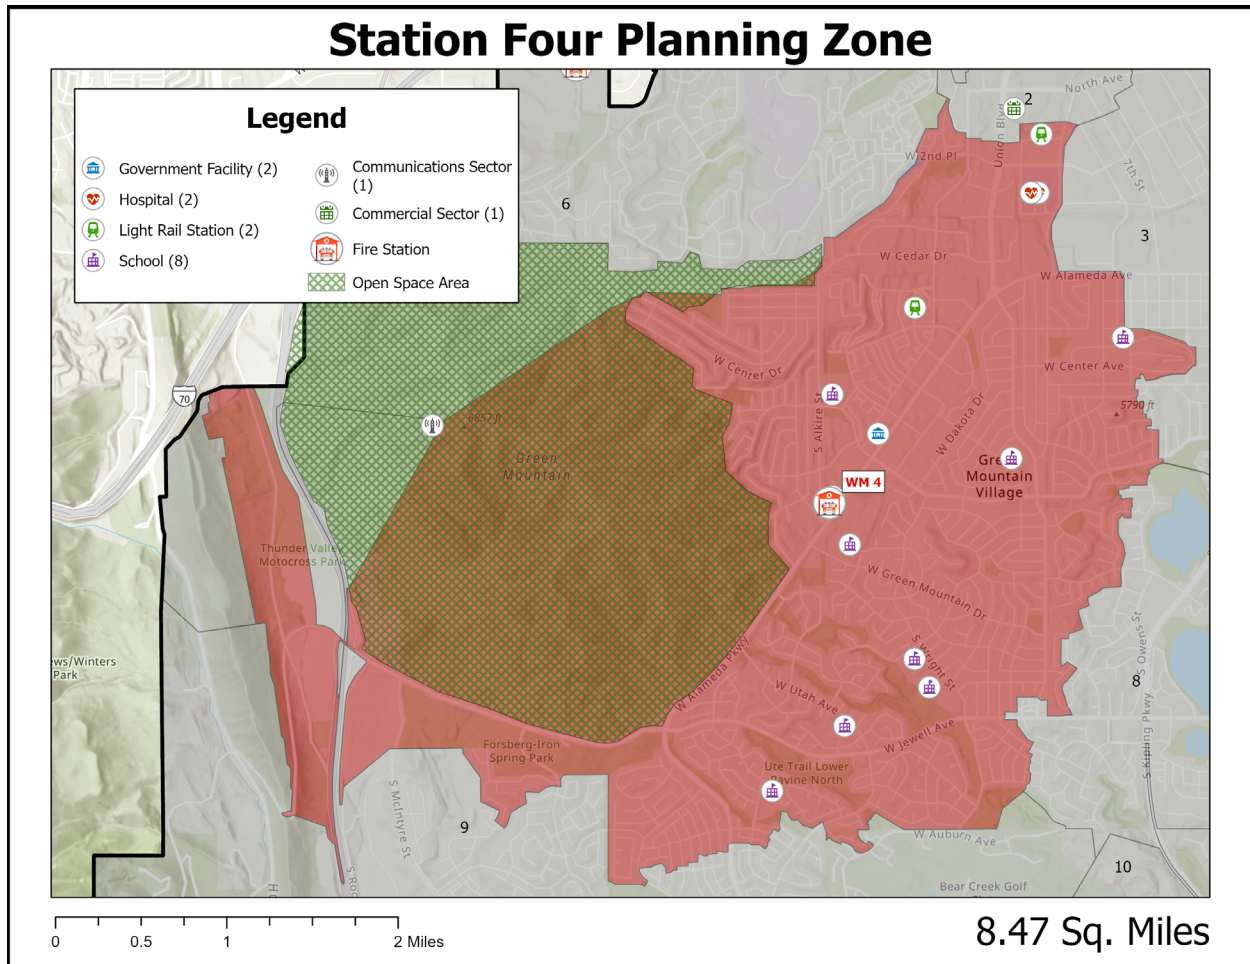 Station Four Planning Zone
Legend
Government Facility (2)
Hospital (2)
Light Rail Station (2)
School (8)
Communications Sector
(1)
Commercial Sector (1)
Fire Station
Open Space Area
2
North Ave
Union Blvd
W 2nd Pl
7th St
6
3
W Cedar Dr
W Alameda Ave
W Center Dr
W Center Ave
70
5790 ft
6857 ft
S Alkire St
W Dakota Dr
Green
Mountain
Mountain
Village
WM 4
Thunder Valley
Motocross Park
W Green Mountain Dr
S Owens St
ews/Winters
Park
S Wright St
W Alameda Pkwy
W Utah Ave
8
W Jewell Ave
S Kipling Pkwy
Forsberg-Iron
Spring Park
Ute Trail Lower
Ravine North
S McIntyre St
9
W Auburn Ave
10
S Roo
H
Bear Creek Golf
0 0.5 1 2 Miles
8.47 Sq. Miles